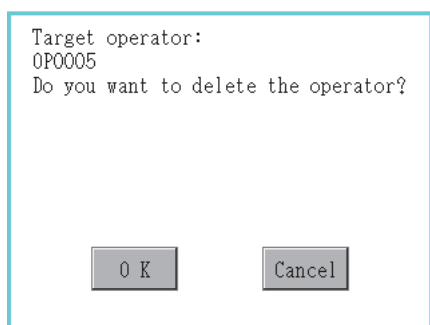 Target operator:
OP0005
Do you want to delete the operator?
O K
Cancel